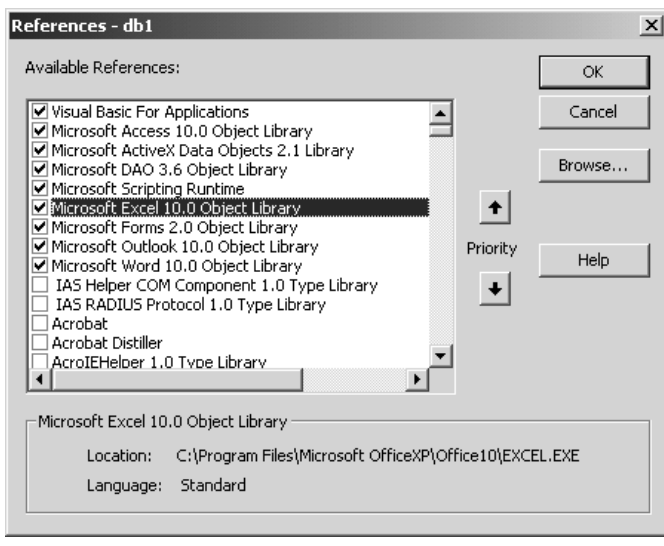 References - db1
Available References:
OK
Cancel
Browse...
Help
Visual Basic For Applications
Microsoft Access 10.0 Object Library
Microsoft ActiveX Data Objects 2.1 Library
Microsoft DAO 3.6 Object Library
Microsoft Scripting Runtime
Microsoft Excel 10.0 Object Library
Microsoft Forms 2.0 Object Library
Microsoft Outlook 10.0 Object Library
Microsoft Word 10.0 Object Library
IAS Helper COM Component 1.0 Type Library
IAS RADIUS Protocol 1.0 Type Library
Acrobat
Acrobat Distiller
AcroIEHelper 1.0 Type Library
Priority
Microsoft Excel 10.0 Object Library
Location: C:\Program Files\Microsoft OfficeXP\Office10\EXCEL.EXE
Language: Standard